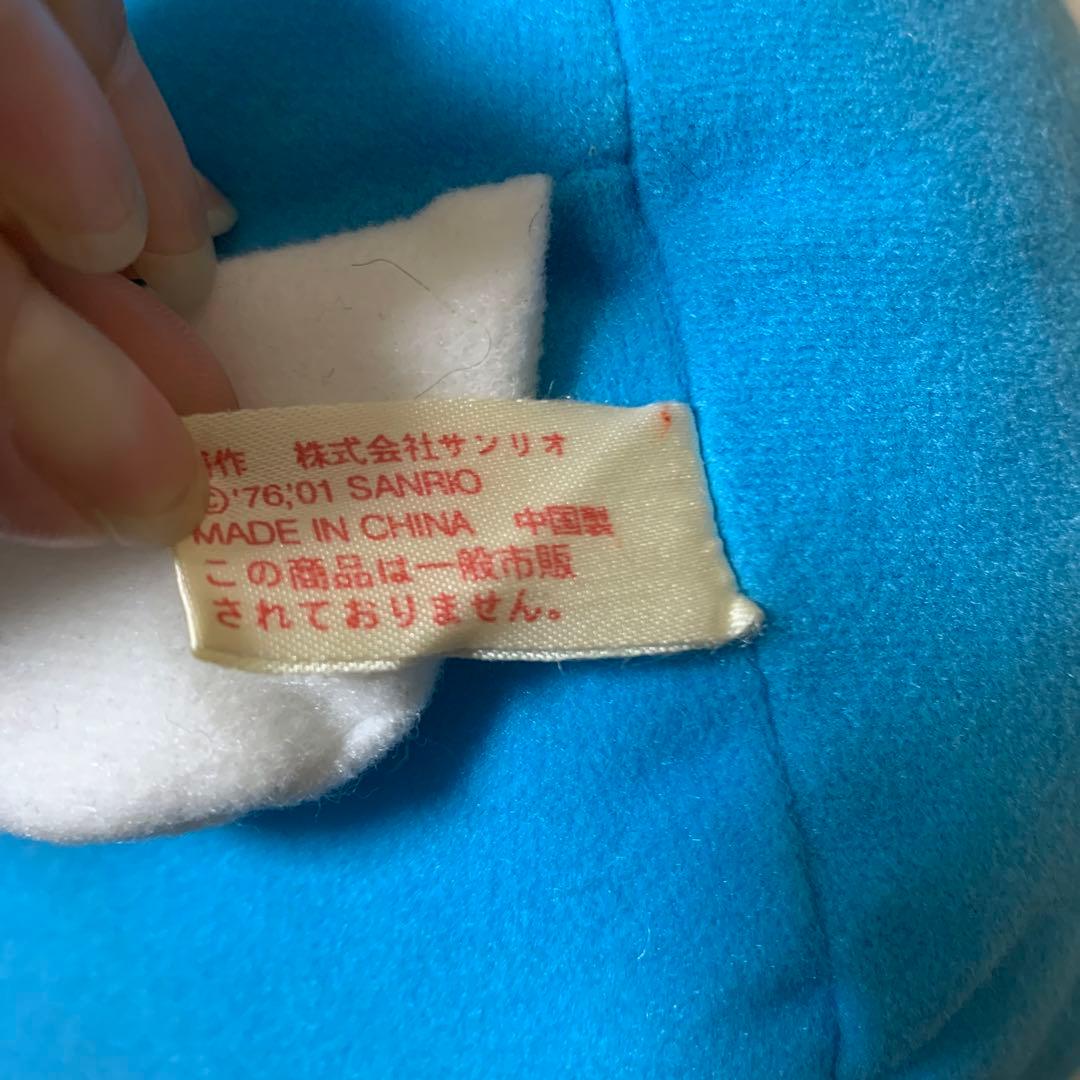 作 株式会社サンリオ
©'76,'01 SANRIO
MADE IN CHINA 中国製
この商品は一般市販
されておりません。